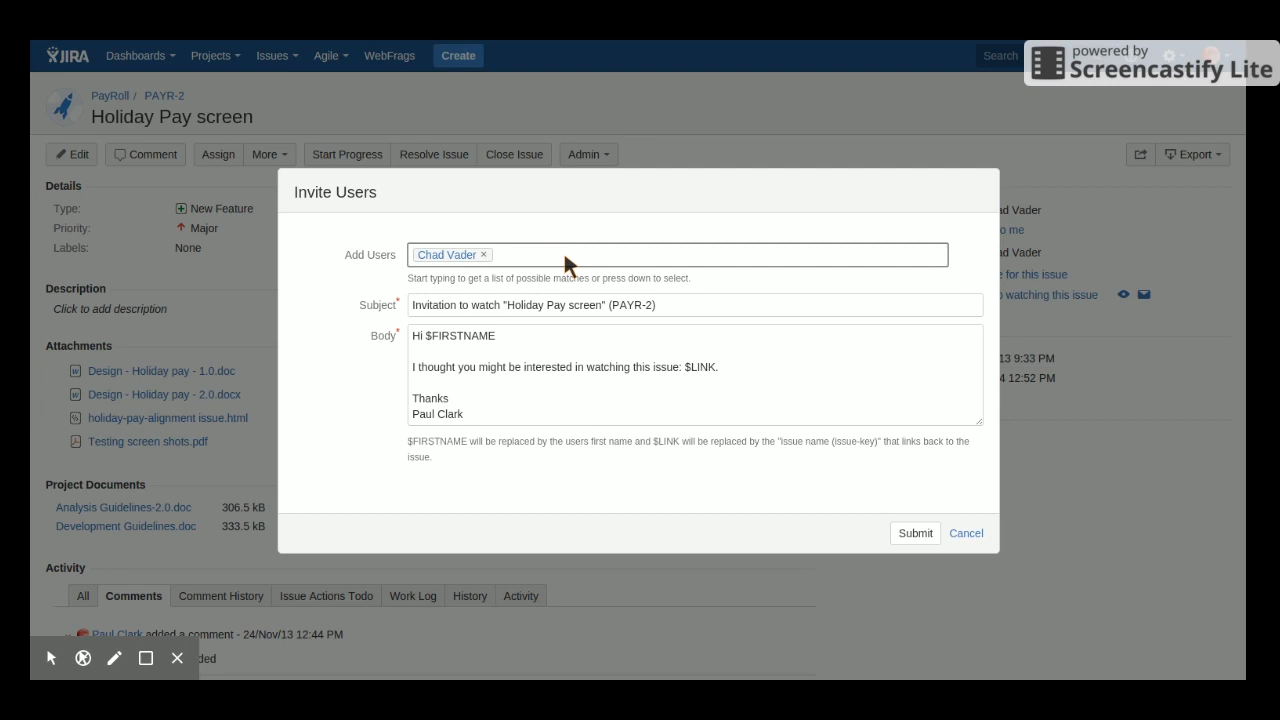 JIRA Dashboards Projects Issues Agile WebFrags Create Search
powered by
Screencastify Lite
PayRoll / PAYR-2
Holiday Pay screen
Edit Comment Assign More Start Progress Resolve Issue Close Issue Admin Export
Details
Type: New Feature
Priority: Major
Labels: None
Description
Click to add description
Attachments
Design - Holiday pay - 1.0.doc
Design - Holiday pay - 2.0.docx
holiday-pay-alignment issue.html
Testing screen shots.pdf
Project Documents
Analysis Guidelines-2.0.doc 306.5 kB
Development Guidelines.doc 333.5 kB
Activity
All Comments Comment History Issue Actions Todo Work Log History Activity
Paul Clark added a comment - 24/Nov/13 12:44 PM
ded
Invite Users
Add Users Chad Vader ×
Start typing to get a list of possible matches or press down to select.
Subject* Invitation to watch "Holiday Pay screen" (PAYR-2)
Body* Hi $FIRSTNAME
I thought you might be interested in watching this issue: $LINK.
Thanks
Paul Clark
$FIRSTNAME will be replaced by the users first name and $LINK will be replaced by the "issue name (issue-key)" that links back to the
issue.
Submit Cancel
ad Vader
o me
ad Vader
e for this issue
watching this issue
13 9:33 PM
4 12:52 PM